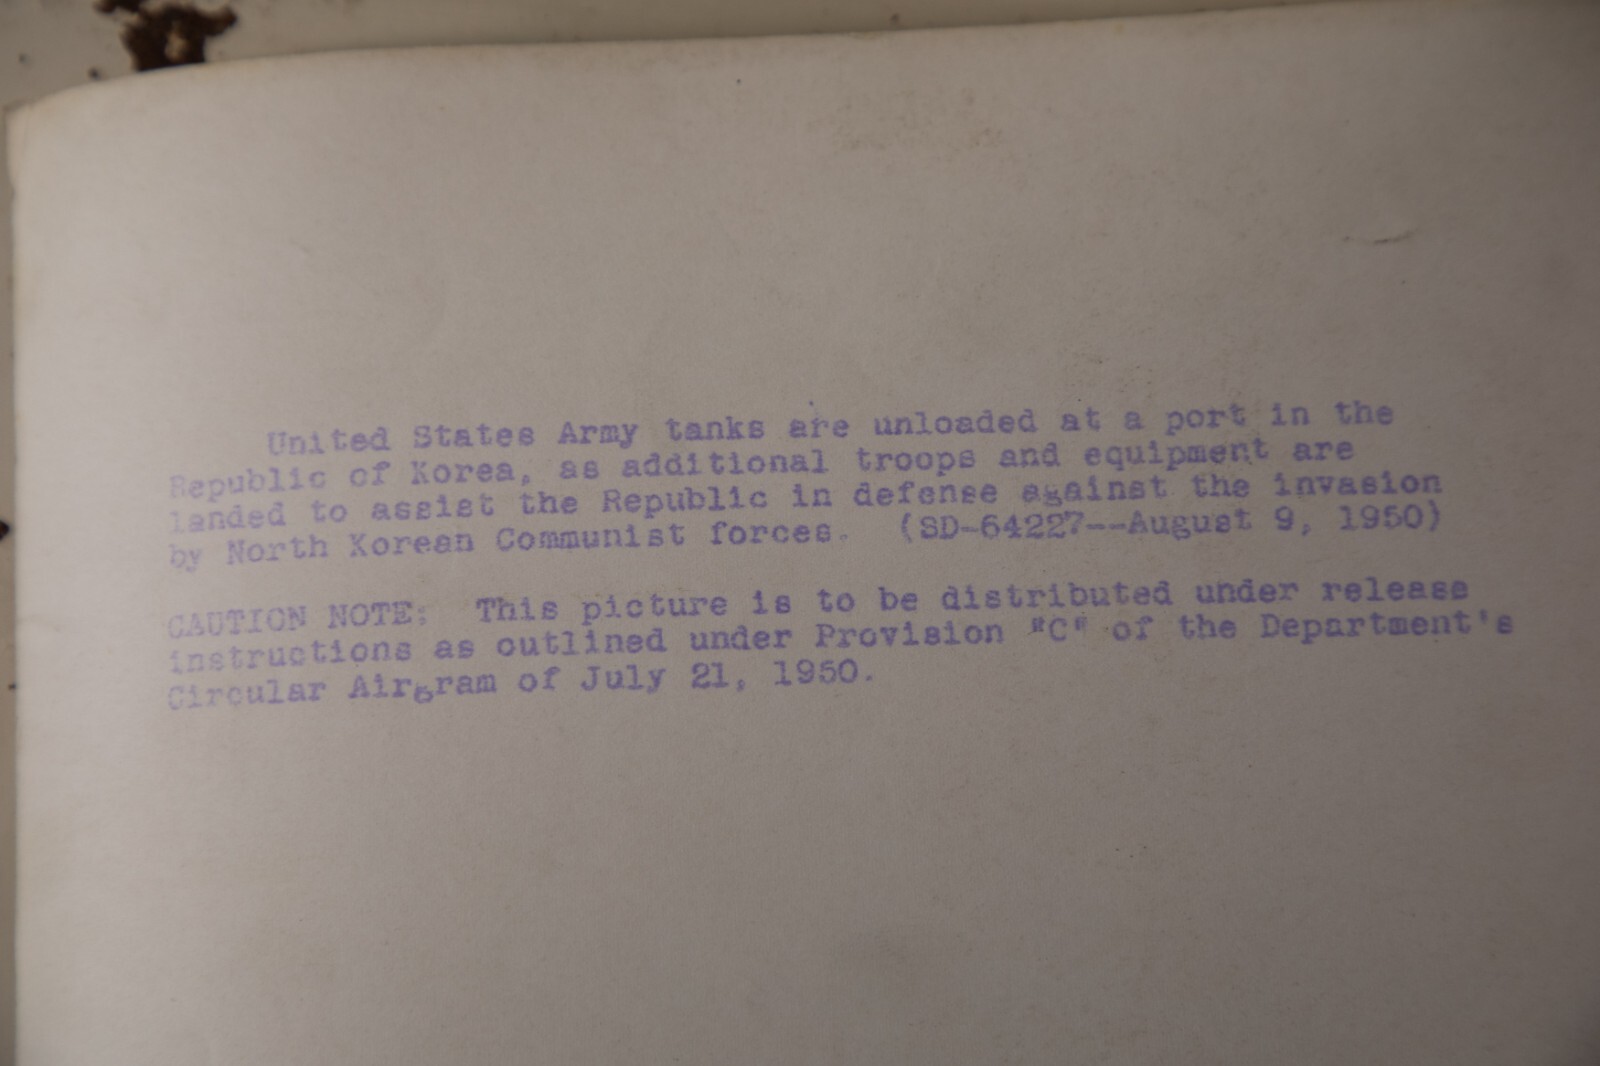 United States Army tanks are unloaded at a port in the
Republic of Korea, as additional troops and equipment are
landed to assist the Republic in defense against the invasion
by North Korean Communist forces. (SD-64227--August 9, 1950)
CAUTION NOTE: This picture is to be distributed under release
instructions as outlined under Provision "C" of the Department's
Circular Airgram of July 21, 1950.